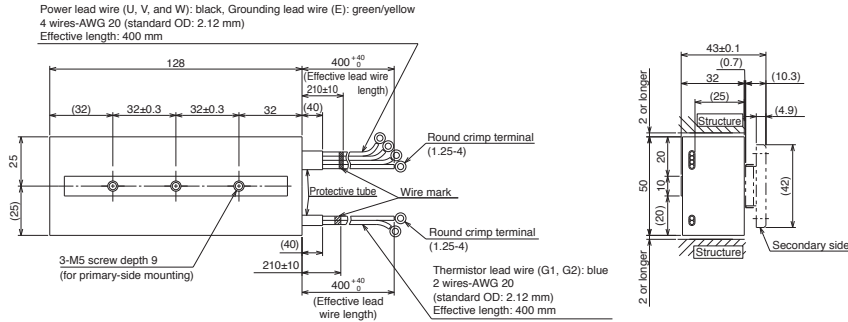 Power lead wire (U, V, and W): black, Grounding lead wire (E): green/yellow
4 wires-AWG 20 (standard OD: 2.12 mm)
Effective length: 400 mm
128
400 +40 0
(Effective lead wire
length)
210±10
(32)
32±0.3
32±0.3
32
(40)
25
(25)
Round crimp terminal
(1.25-4)
Protective tube
Wire mark
Round crimp terminal
(1.25-4)
3-M5 screw depth 9
(for primary-side mounting)
(40)
210±10
400 +40 0
(Effective lead
wire length)
Thermistor lead wire (G1, G2): blue
2 wires-AWG 20
(standard OD: 2.12 mm)
Effective length: 400 mm
43±0.1
(0.7)
32
(10.3)
(25)
(4.9)
2 or longer
Structure
50
20
10
(20)
(42)
Secondary side
Structure
2 or longer